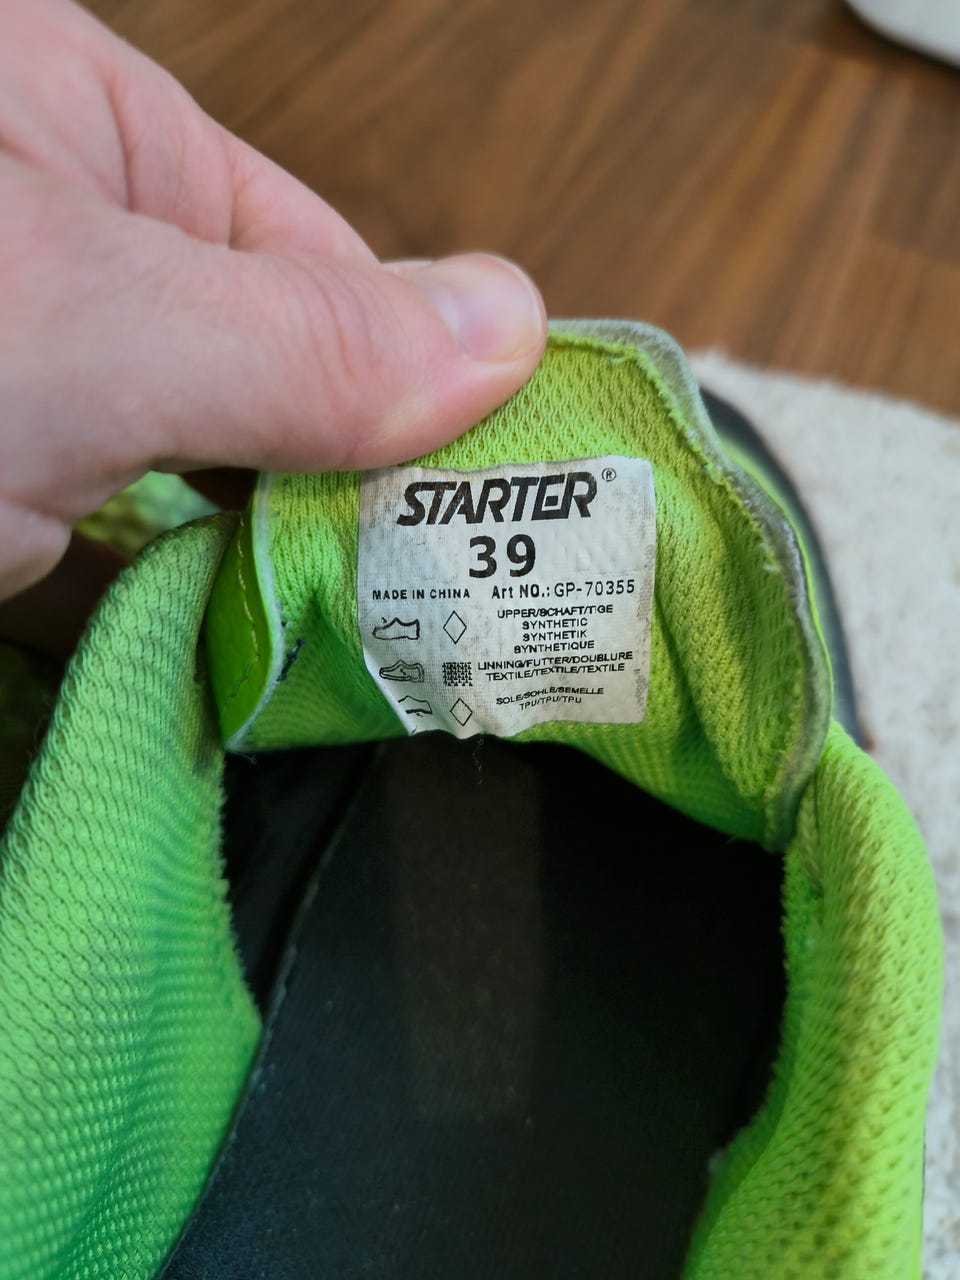 STARTER®
39
MADE IN CHINA Art NO.: GP-70355
UPPER/SCHAFT/TIGE
SYNTHETIC
SYNTHETIK
SYNTHETIQUE
LINNING/FUTTER/DOUBLURE
TEXTILE/TEXTILE/TEXTILE
SOLE/SOHLE/SEMELLE
TPU/TPU/TPU